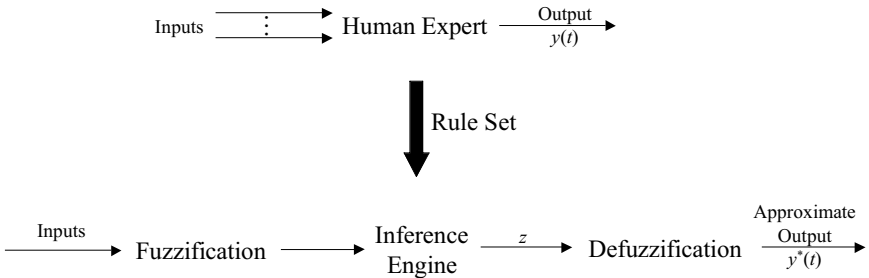 Inputs
Human Expert
Output
y(t)
Rule Set
Inputs
Fuzzification
Inference
Engine
z
Defuzzification
Approximate
Output
y*(t)